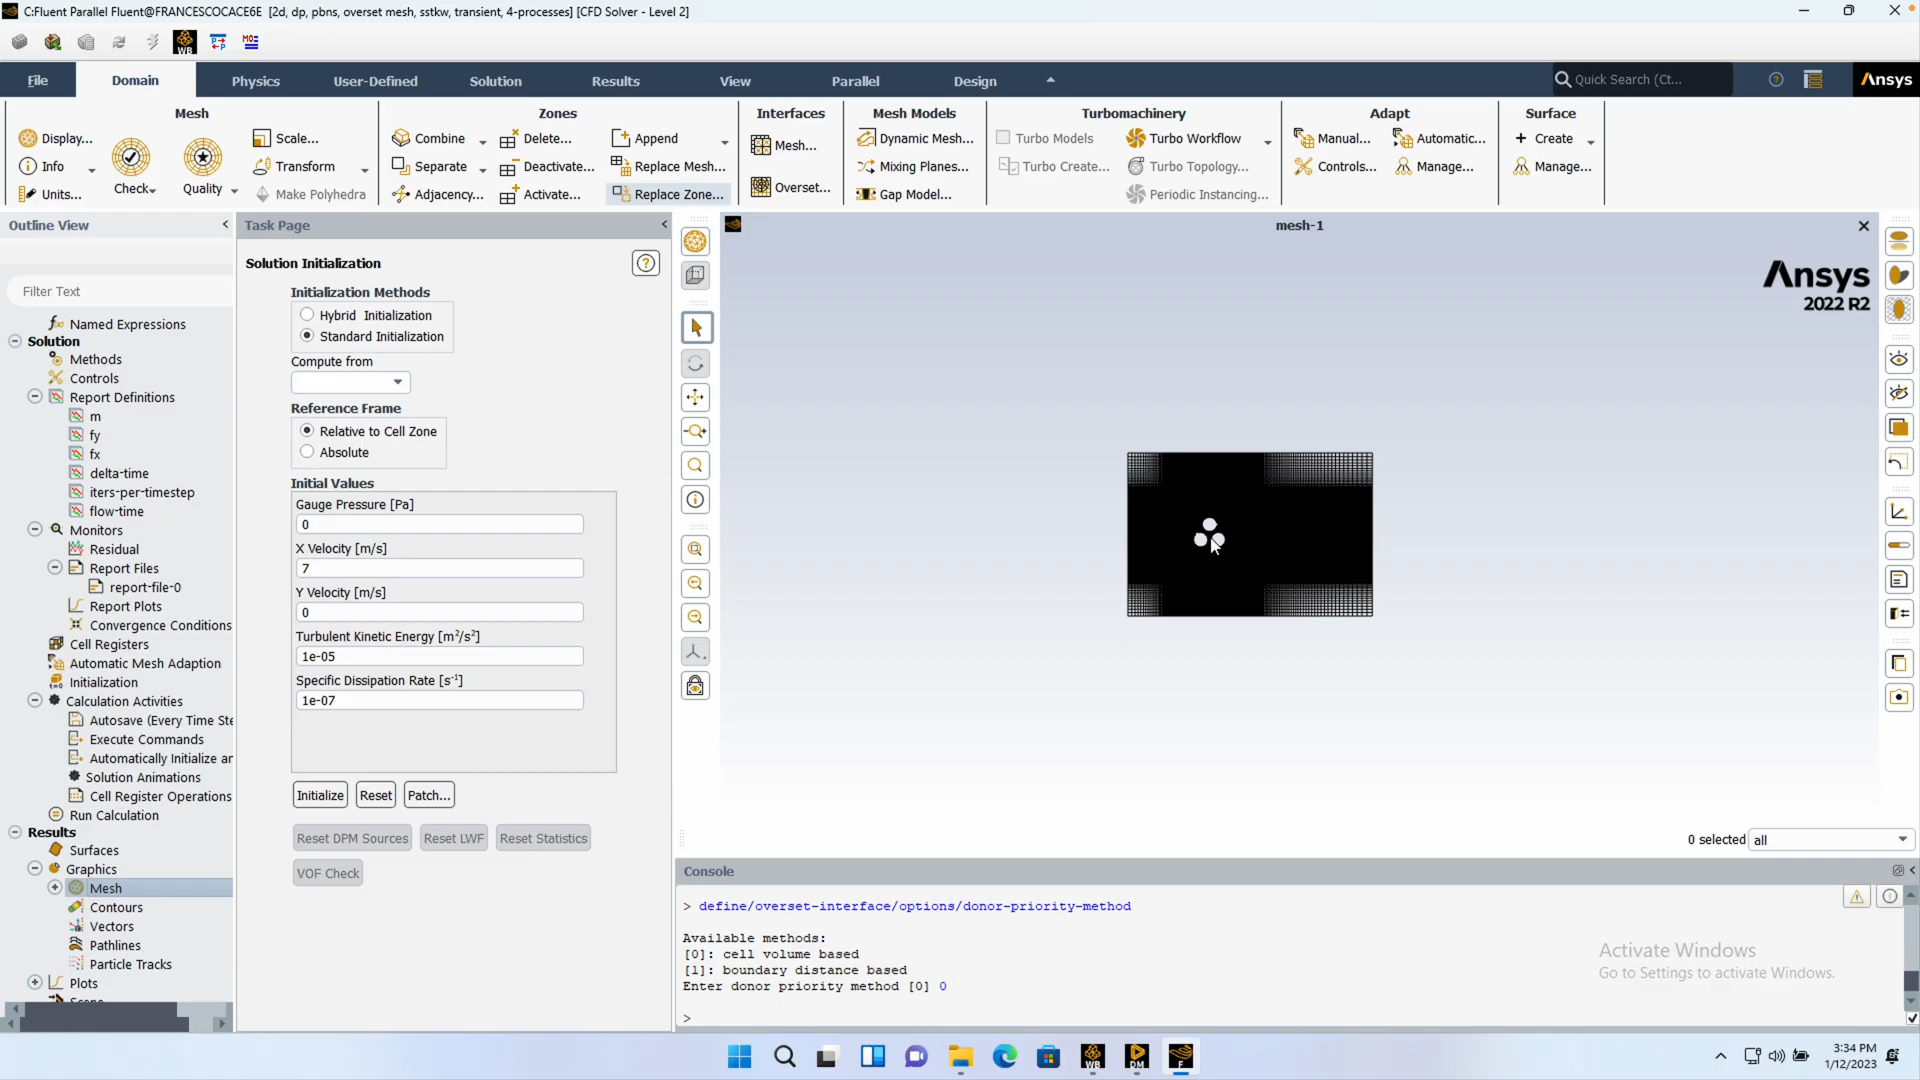 C:Fluent Parallel Fluent@FRANCESCOCACE6E [2d, dp, pbns, overset mesh, sstkw, transient, 4-processes] [CFD Solver - Level 2]
WB
File Domain Physics User-Defined Solution Results View Parallel Design Quick Search (Ct... Ansys
Mesh
Display...
Info
Units...
Check
Quality
Scale...
Transform
Make Polyhedra
Zones
Combine
Separate
Adjacency...
Delete...
Deactivate...
Activate...
Append
Replace Mesh...
Replace Zone...
Interfaces
Mesh...
Overset...
Mesh Models
Dynamic Mesh...
Mixing Planes...
Gap Model...
Turbomachinery
Turbo Models
Turbo Create...
Turbo Workflow
Turbo Topology...
Periodic Instancing...
Adapt
Manual...
Controls...
Automatic...
Manage...
Surface
Create
Manage...
Outline View
Filter Text
Named Expressions
Solution
Methods
Controls
Report Definitions
m
fy
fx
delta-time
iters-per-timestep
flow-time
Monitors
Residual
Report Files
report-file-0
Report Plots
Convergence Conditions
Cell Registers
Automatic Mesh Adaption
Initialization
Calculation Activities
Autosave (Every Time Ste
Execute Commands
Automatically Initialize ar
Solution Animations
Cell Register Operations
Run Calculation
Results
Surfaces
Graphics
Mesh
Contours
Vectors
Pathlines
Particle Tracks
Plots
Task Page
Solution Initialization
Initialization Methods
Hybrid Initialization
Standard Initialization
Compute from
Reference Frame
Relative to Cell Zone
Absolute
Initial Values
Gauge Pressure [Pa]
0
X Velocity [m/s]
7
Y Velocity [m/s]
0
Turbulent Kinetic Energy [m²/s²]
1e-05
Specific Dissipation Rate [s⁻¹]
1e-07
Initialize Reset Patch...
Reset DPM Sources Reset LWF Reset Statistics
VOF Check
mesh-1
Ansys
2022 R2
0 selected all
Console
> define/overset-interface/options/donor-priority-method
Available methods:
[0]: cell volume based
[1]: boundary distance based
Enter donor priority method [0] 0
>
Activate Windows
Go to Settings to activate Windows.
WB DM F
3:34 PM
1/12/2023